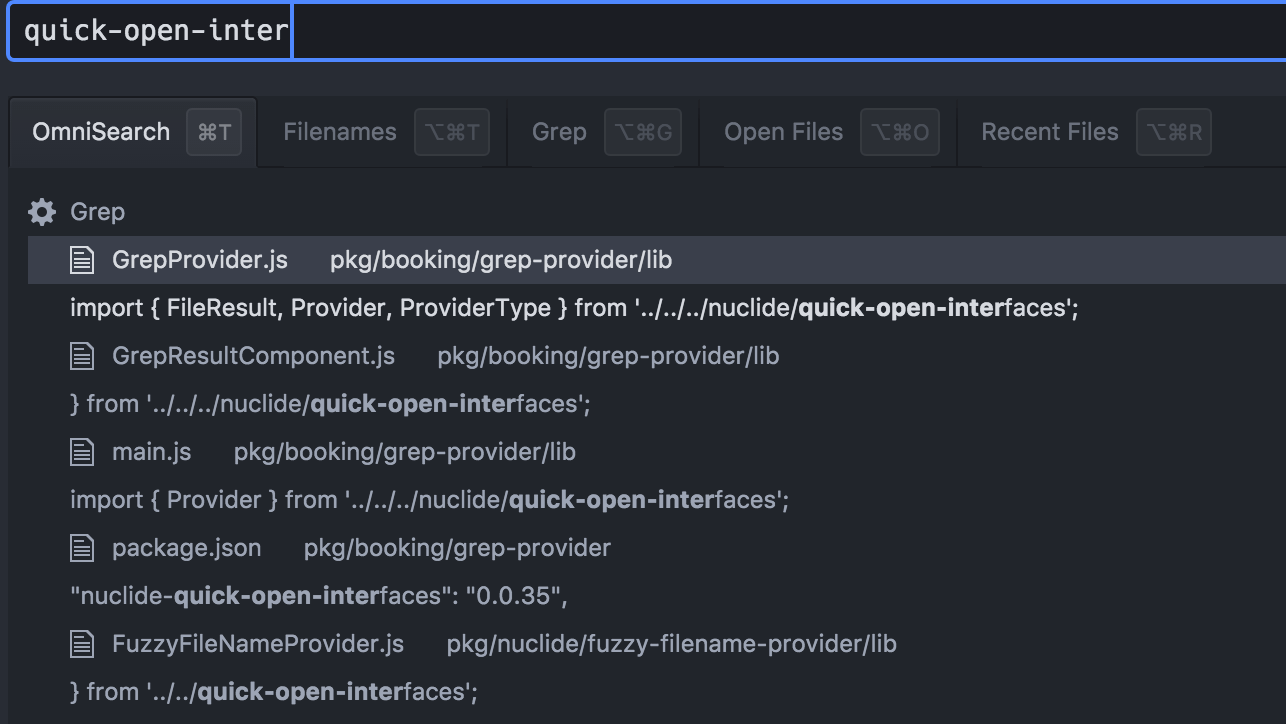 quick-open-inter
OmniSearch ⌘T Filenames ⌥⌘T Grep ⌥⌘G Open Files ⌥⌘O Recent Files ⌥⌘R
Grep
GrepProvider.js pkg/booking/grep-provider/lib
import { FileResult, Provider, ProviderType } from '../../../nuclide/quick-open-interfaces';
GrepResultComponent.js pkg/booking/grep-provider/lib
} from '../../../nuclide/quick-open-interfaces';
main.js pkg/booking/grep-provider/lib
import { Provider } from '../../../nuclide/quick-open-interfaces';
package.json pkg/booking/grep-provider
"nuclide-quick-open-interfaces": "0.0.35",
FuzzyFileNameProvider.js pkg/nuclide/fuzzy-filename-provider/lib
} from '../../quick-open-interfaces';